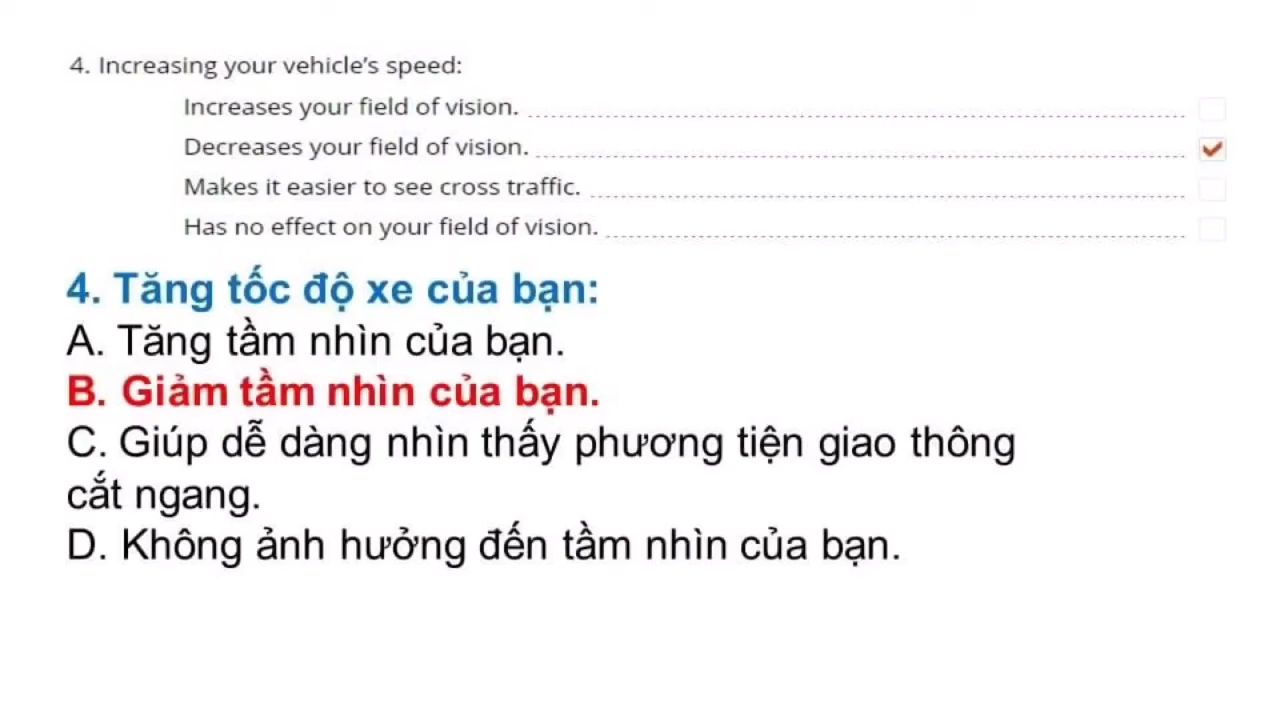 4. Increasing your vehicle's speed:
Increases your field of vision.
Decreases your field of vision.
Makes it easier to see cross traffic.
Has no effect on your field of vision.
4. Tăng tốc độ xe của bạn:
A. Tăng tầm nhìn của bạn.
B. Giảm tầm nhìn của bạn.
C. Giúp dễ dàng nhìn thấy phương tiện giao thông
cắt ngang.
D. Không ảnh hưởng đến tầm nhìn của bạn.